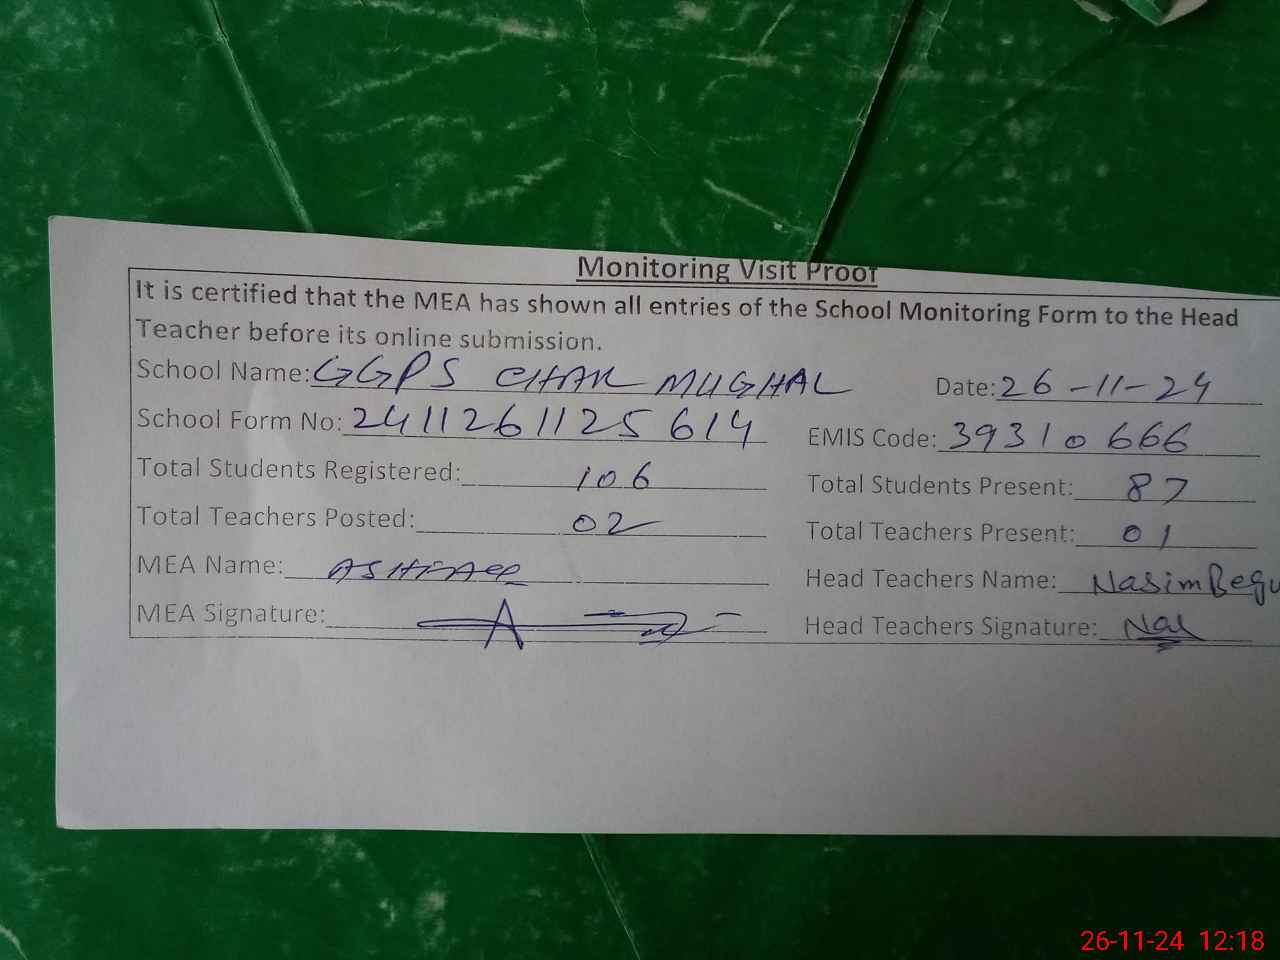 Monitoring Visit Proof
It is certified that the MEA has shown all entries of the School Monitoring Form to the Head
Teacher before its online submission.
School Name: GGPS CHAK MUGHAL Date: 26-11-24
School Form No: 2411261125614 EMIS Code: 39310666
Total Students Registered: 106 Total Students Present: 87
Total Teachers Posted: 02 Total Teachers Present: 01
MEA Name: ASHFAQ Head Teachers Name: Nasim Begu
MEA Signature: Head Teachers Signature:
26-11-24 12:18